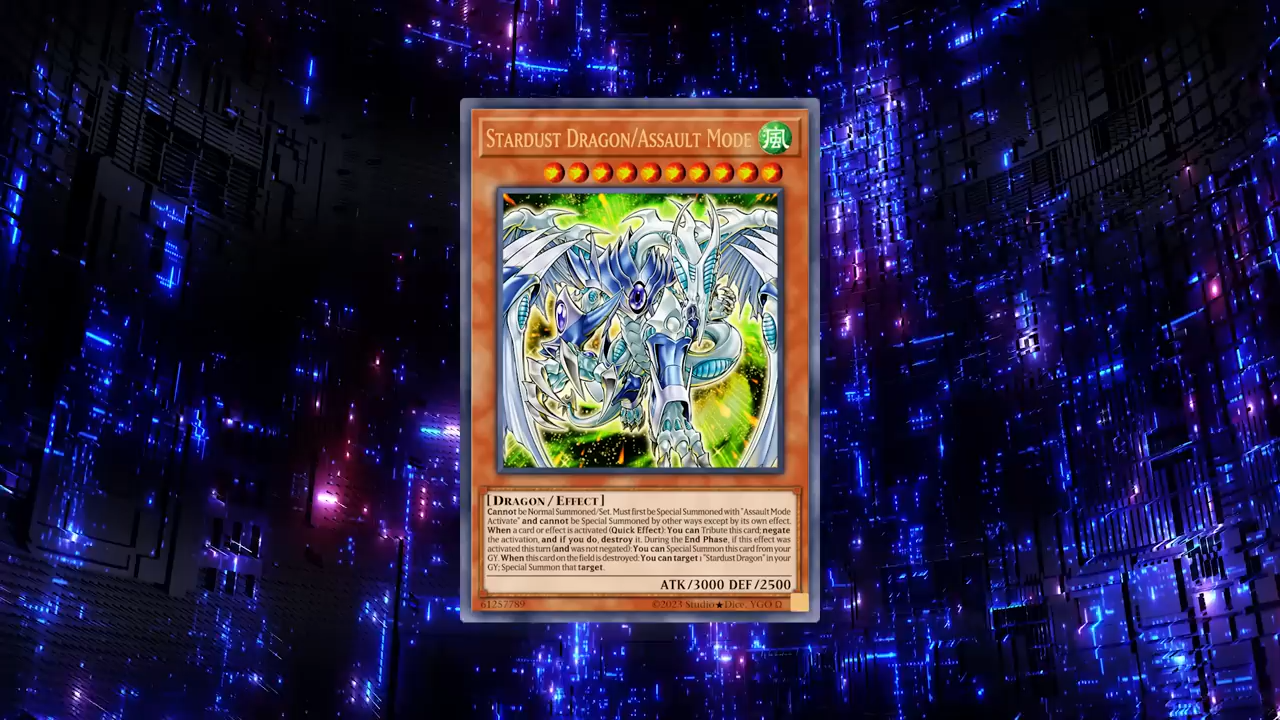 STARDUST DRAGON/ASSAULT MODE 風
[DRAGON/EFFECT]
Cannot be Normal Summoned/Set. Must first be Special Summoned with "Assault Mode
Activate" and cannot be Special Summoned by other ways except by its own effect.
When a card or effect is activated (Quick Effect): You can Tribute this card; negate
the activation, and if you do, destroy it. During the End Phase, if this effect was
activated this turn (and was not negated): You can Special Summon this card from your
GY. When this card on the field is destroyed: You can target 1 "Stardust Dragon" in your
GY; Special Summon that target.
ATK/3000 DEF/2500
61257789
©2023 Studio★Dice. YGO Ω